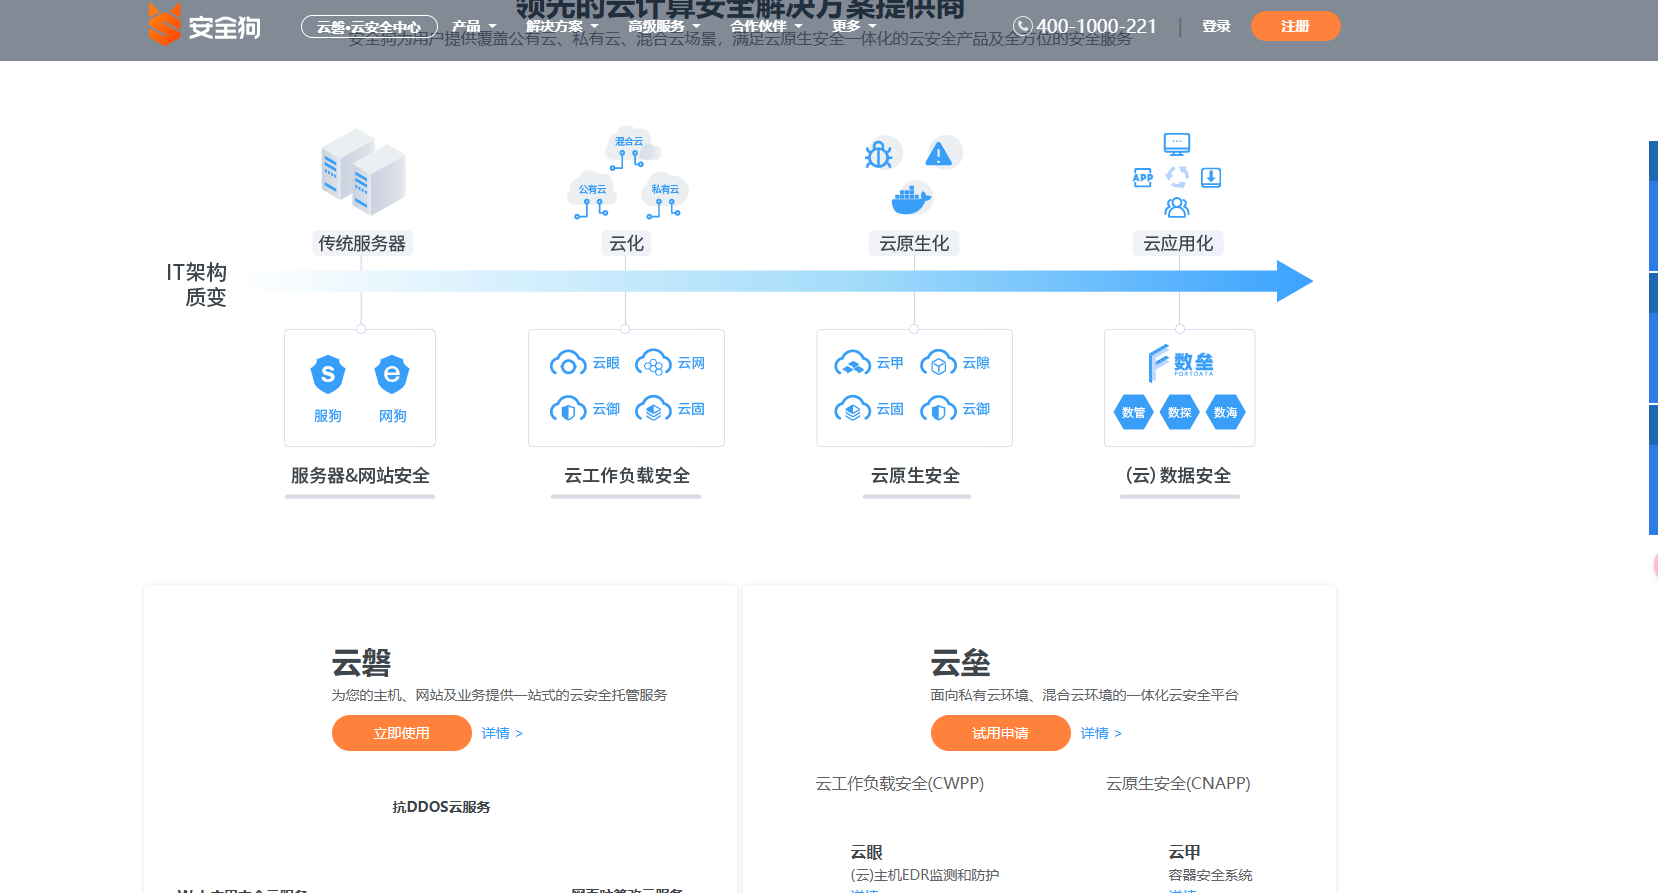 安全狗
云磐·云安全中心
产品
解决方案
高级服务
合作伙伴
更多
400-1000-221
登录
注册
领先的云计算安全解决方案提供商
安全狗为用户提供覆盖公有云、私有云、混合云场景，满足云原生安全一体化的云安全产品及全方位的安全服务
混合云
公有云
私有云
APP
传统服务器
云化
云原生化
云应用化
IT架构
质变
S
e
服狗
网狗
云眼
云网
云御
云固
云甲
云隙
云固
云御
数垒
FORTDATA
数管
数探
数海
服务器&网站安全
云工作负载安全
云原生安全
(云)数据安全
云磐
为您的主机、网站及业务提供一站式的云安全托管服务
立即使用
详情 >
抗DDOS云服务
云垒
面向私有云环境、混合云环境的一体化云安全平台
试用申请
详情 >
云工作负载安全(CWPP)
云原生安全(CNAPP)
云眼
(云)主机EDR监测和防护
云甲
容器安全系统